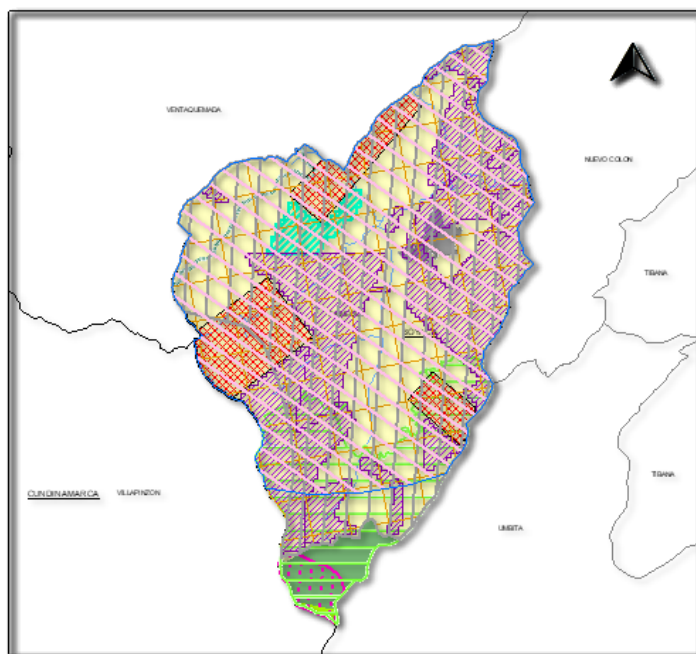 VENTAQUEMADA
NUEVO COLON
TIBANA
TIBANA
CUNDINAMARCA
VILLAPINZON
UMBITA